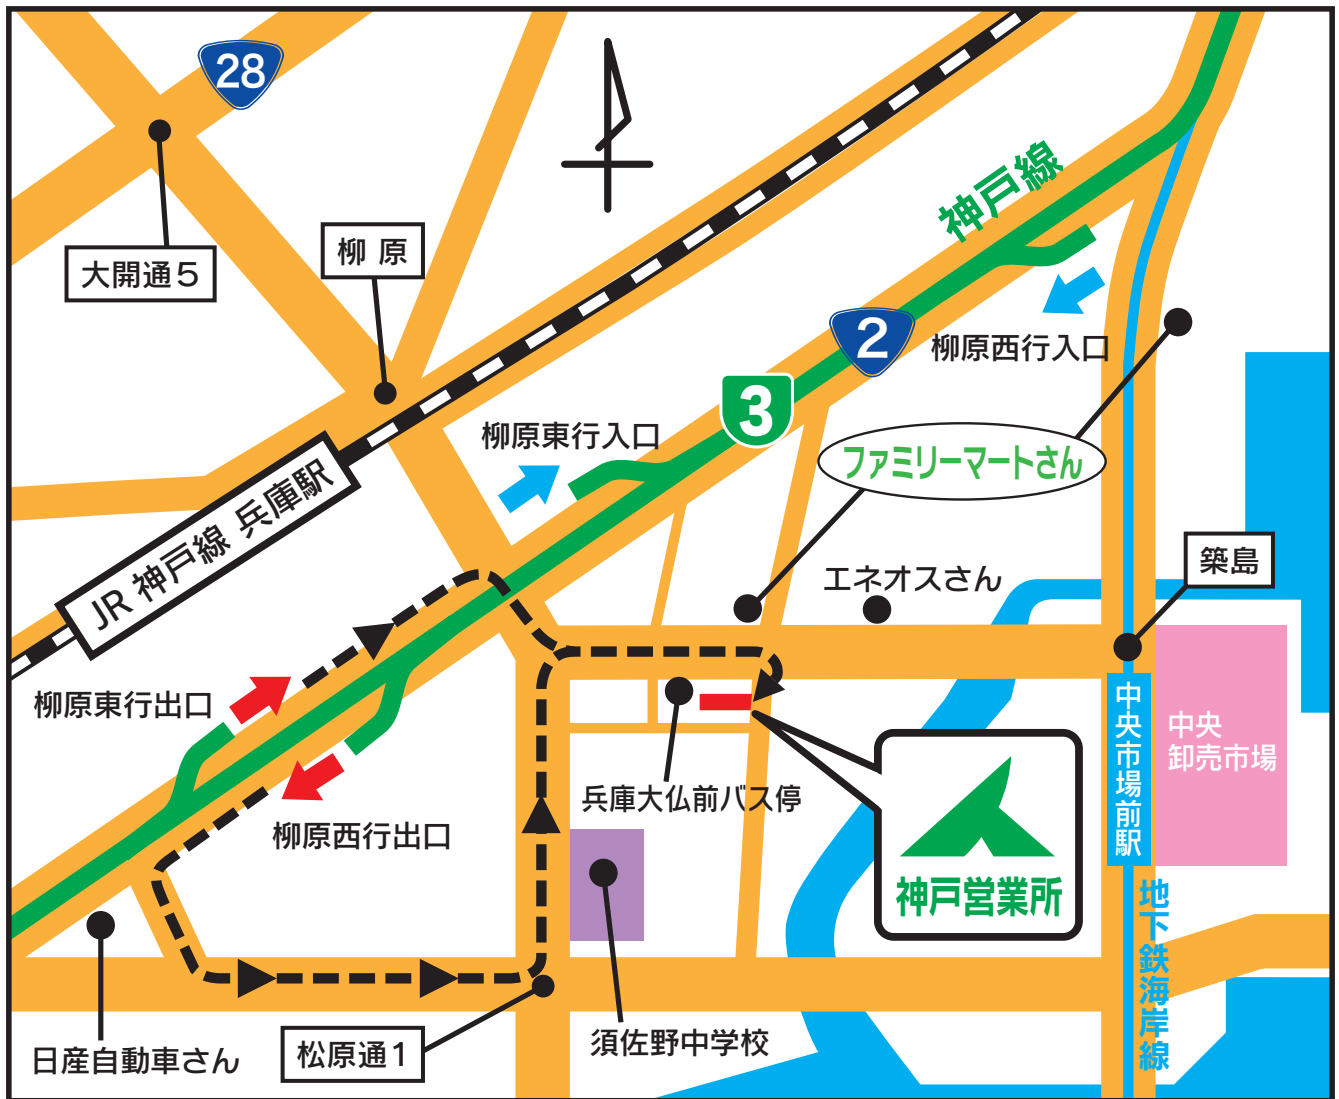 28
神戸線
大開通5
柳原
2
柳原西行入口
3
柳原東行入口
ファミリーマートさん
JR 神戸線 兵庫駅
築島
エネオスさん
柳原東行出口
中央市場前駅
中央
卸売市場
兵庫大仏前バス停
柳原西行出口
神戸営業所
地下鉄海岸線
日産自動車さん
松原通1
須佐野中学校